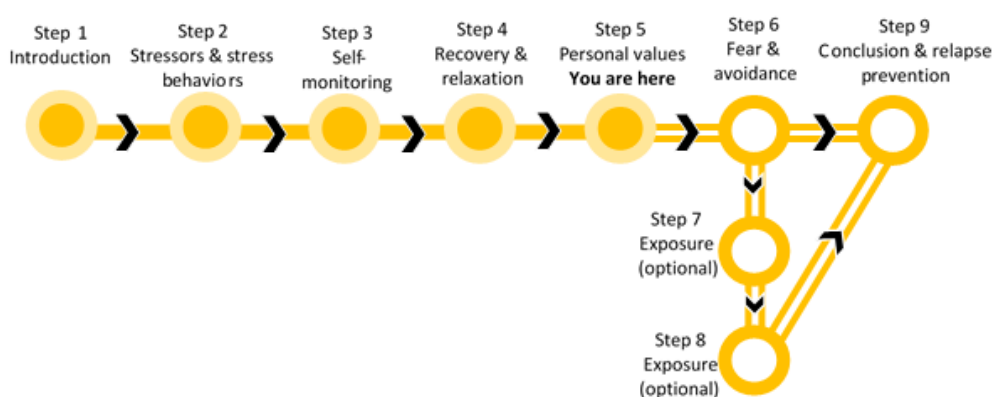 Step 1
Introduction
Step 2
Stressors & stress
behaviors
Step 3
Self-
monitoring
Step 4
Recovery &
relaxation
Step 5
Personal values
You are here
Step 6
Fear &
avoidance
Step 9
Conclusion & relapse
prevention
Step 7
Exposure
(optional)
Step 8
Exposure
(optional)